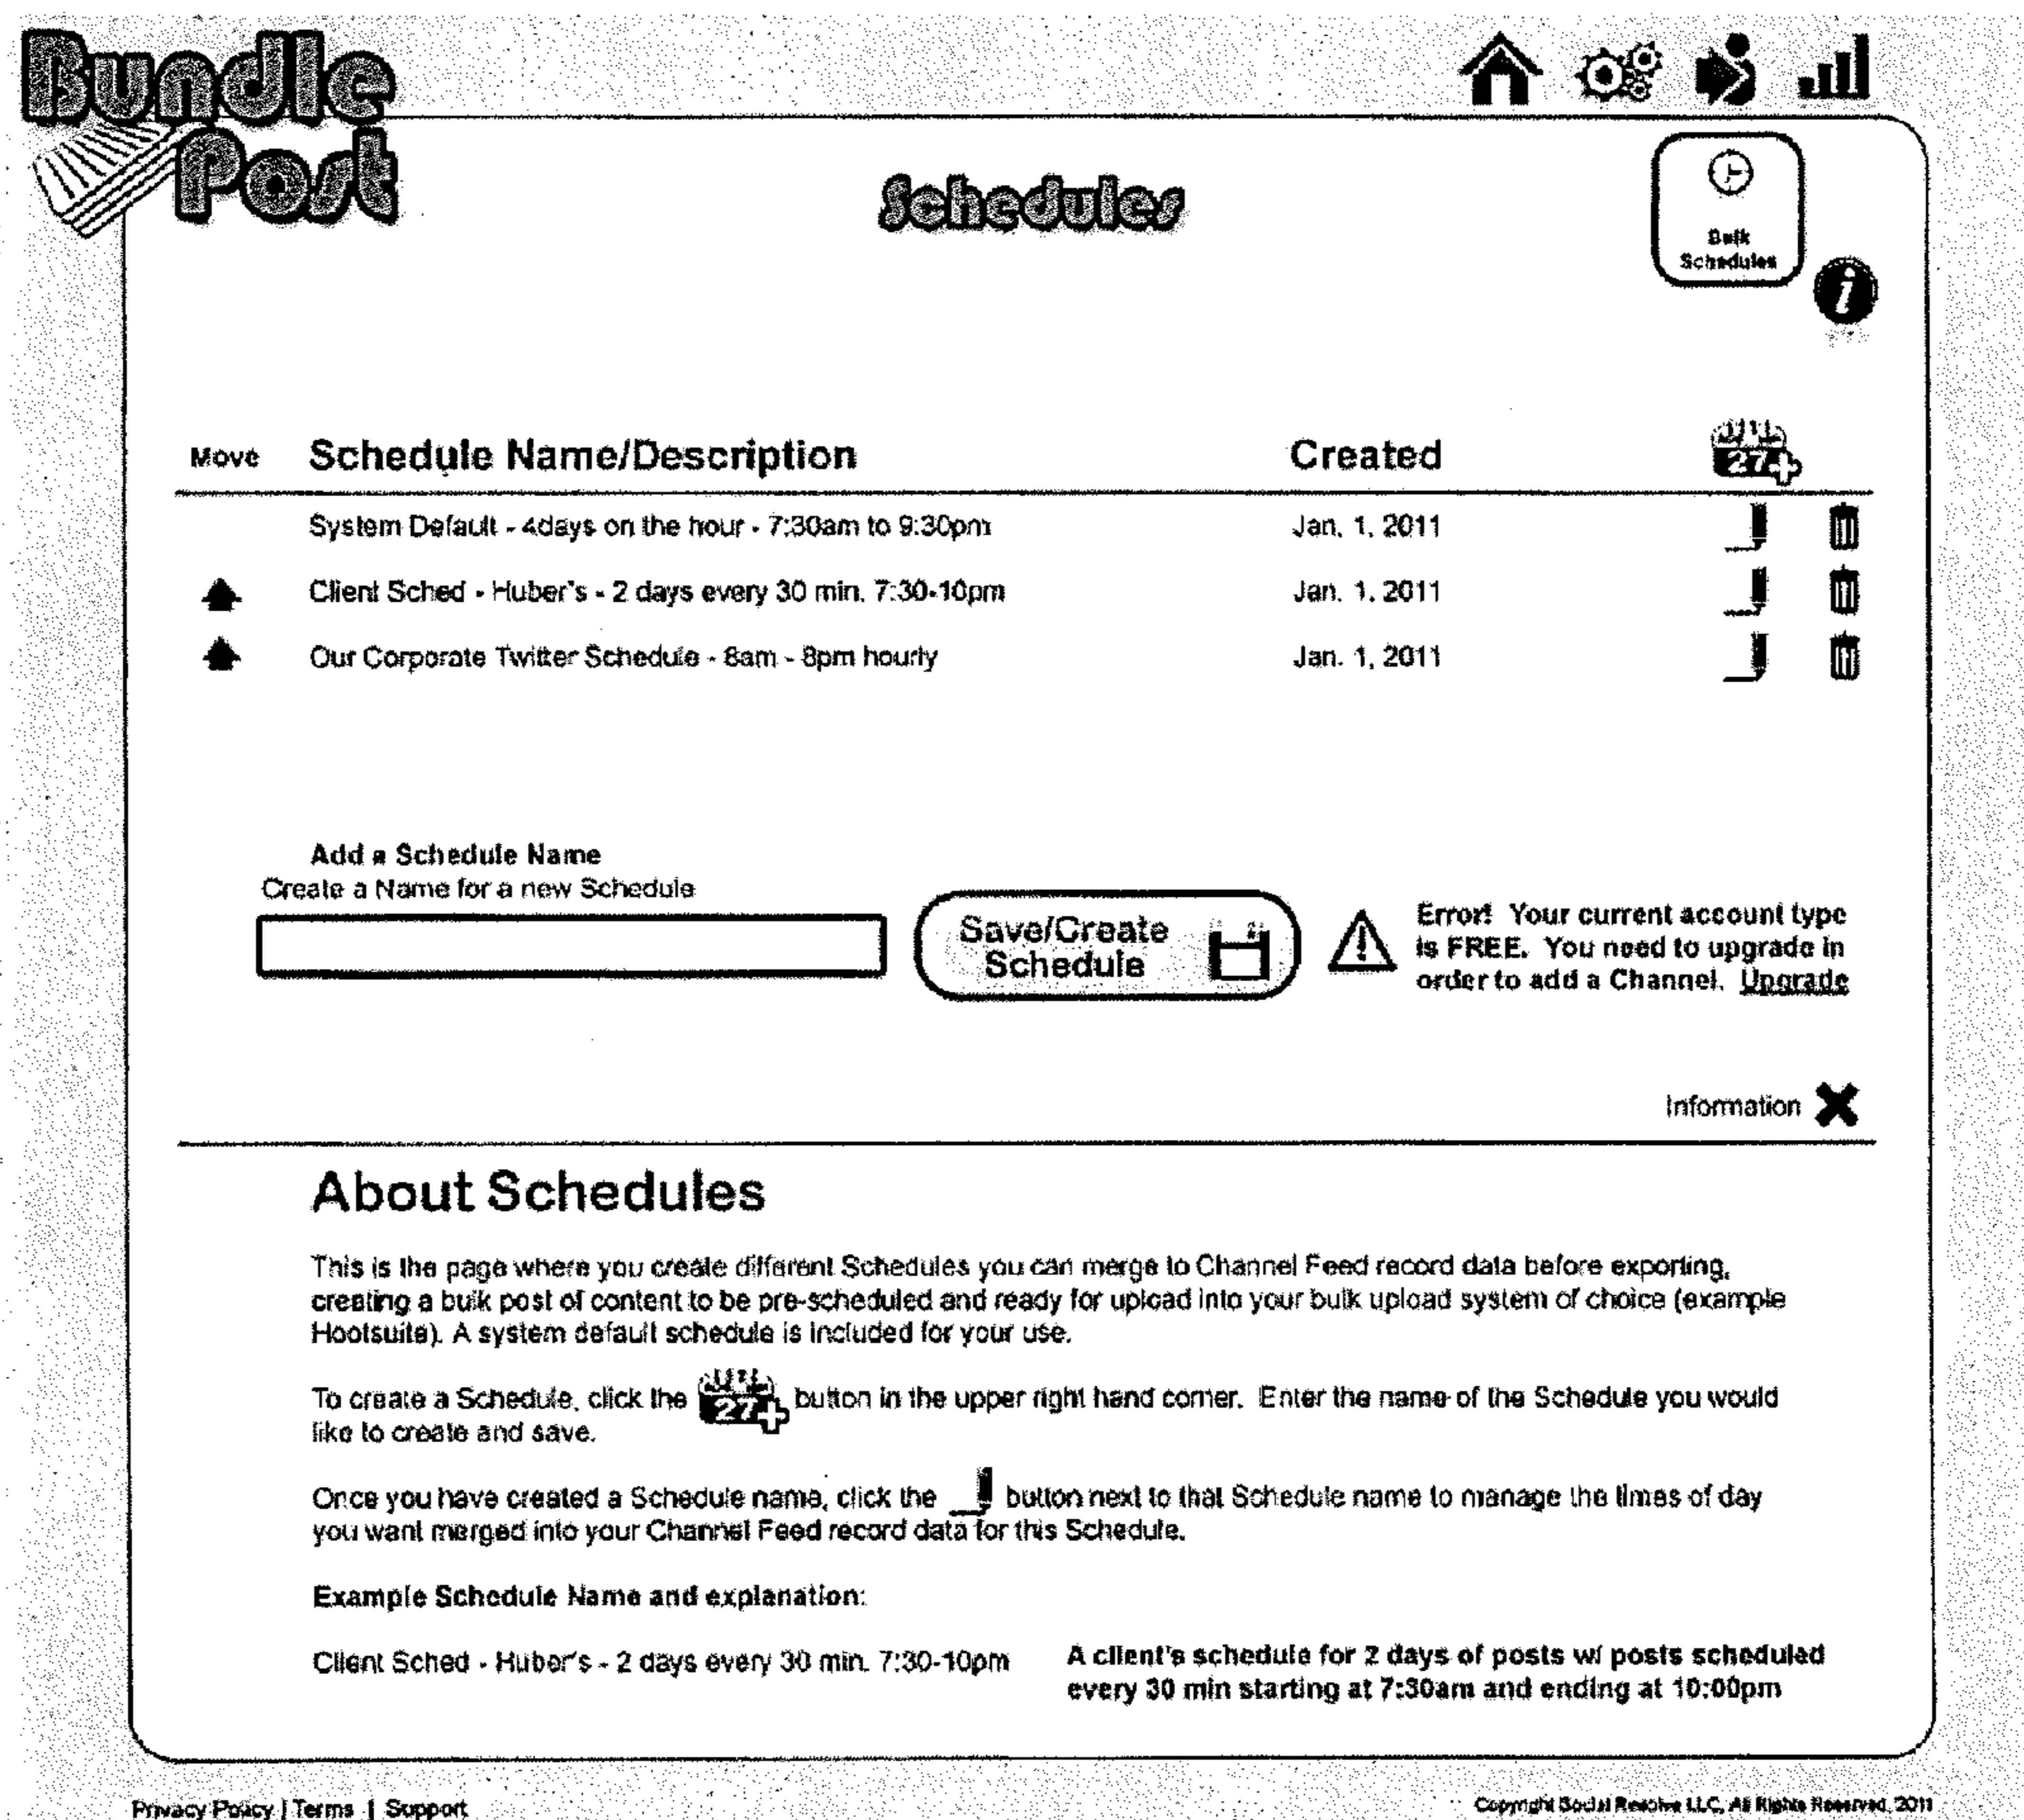 Bundle
Post
Schedules
Bulk
Schedules
i
Move Schedule Name/Description Created 27+
System Default - 4days on the hour - 7:30am to 9:30pm Jan. 1, 2011
Client Sched - Huber's - 2 days every 30 min. 7:30-10pm Jan. 1. 2011
Our Corporate Twitter Schedule - 8am - 8pm hourly Jan. 1, 2011
Add a Schedule Name
Create a Name for a new Schedule
Save/Create
Schedule
Error! Your current account type
is FREE. You need to upgrade in
order to add a Channel. Upgrade
Information
About Schedules
This is the page where you create different Schedules you can merge to Channel Feed record data before exporting,
creating a bulk post of content to be pre-scheduled and ready for upload into your bulk upload system of choice (example
Hootsuite). A system default schedule is included for your use.
To create a Schedule, click the 27+ button in the upper right hand corner. Enter the name of the Schedule you would
like to create and save.
Once you have created a Schedule name, click the button next to that Schedule name to manage the times of day
you want merged into your Channel Feed record data for this Schedule.
Example Schedule Name and explanation:
Client Sched - Huber's - 2 days every 30 min. 7:30-10pm
A client's schedule for 2 days of posts w/ posts scheduled
every 30 min starting at 7:30am and ending at 10:00pm
Privacy Policy | Terms | Support
Copyright Social Resolve LLC, All Rights Reserved, 2011